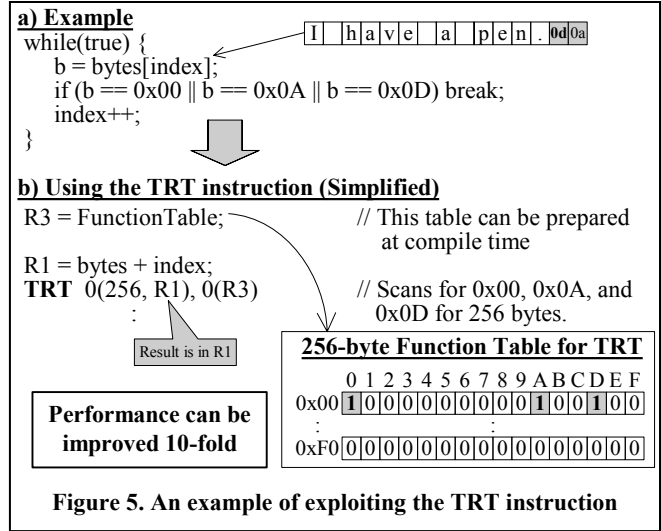 a) Example
while(true) {
I have a pen. 0d 0a
b = bytes[index];
if (b == 0x00 || b == 0x0A || b == 0x0D) break;
index++;
}
b) Using the TRT instruction (Simplified)
R3 = FunctionTable; // This table can be prepared
at compile time
R1 = bytes + index;
TRT 0(256, R1), 0(R3) // Scans for 0x00, 0x0A, and
: 0x0D for 256 bytes.
Result is in R1
256-byte Function Table for TRT
0 1 2 3 4 5 6 7 8 9 A B C D E F
0x00 1 0 0 0 0 0 0 0 0 0 1 0 0 1 0 0
: :
0xF0 0 0 0 0 0 0 0 0 0 0 0 0 0 0 0 0
Performance can be
improved 10-fold
Figure 5. An example of exploiting the TRT instruction